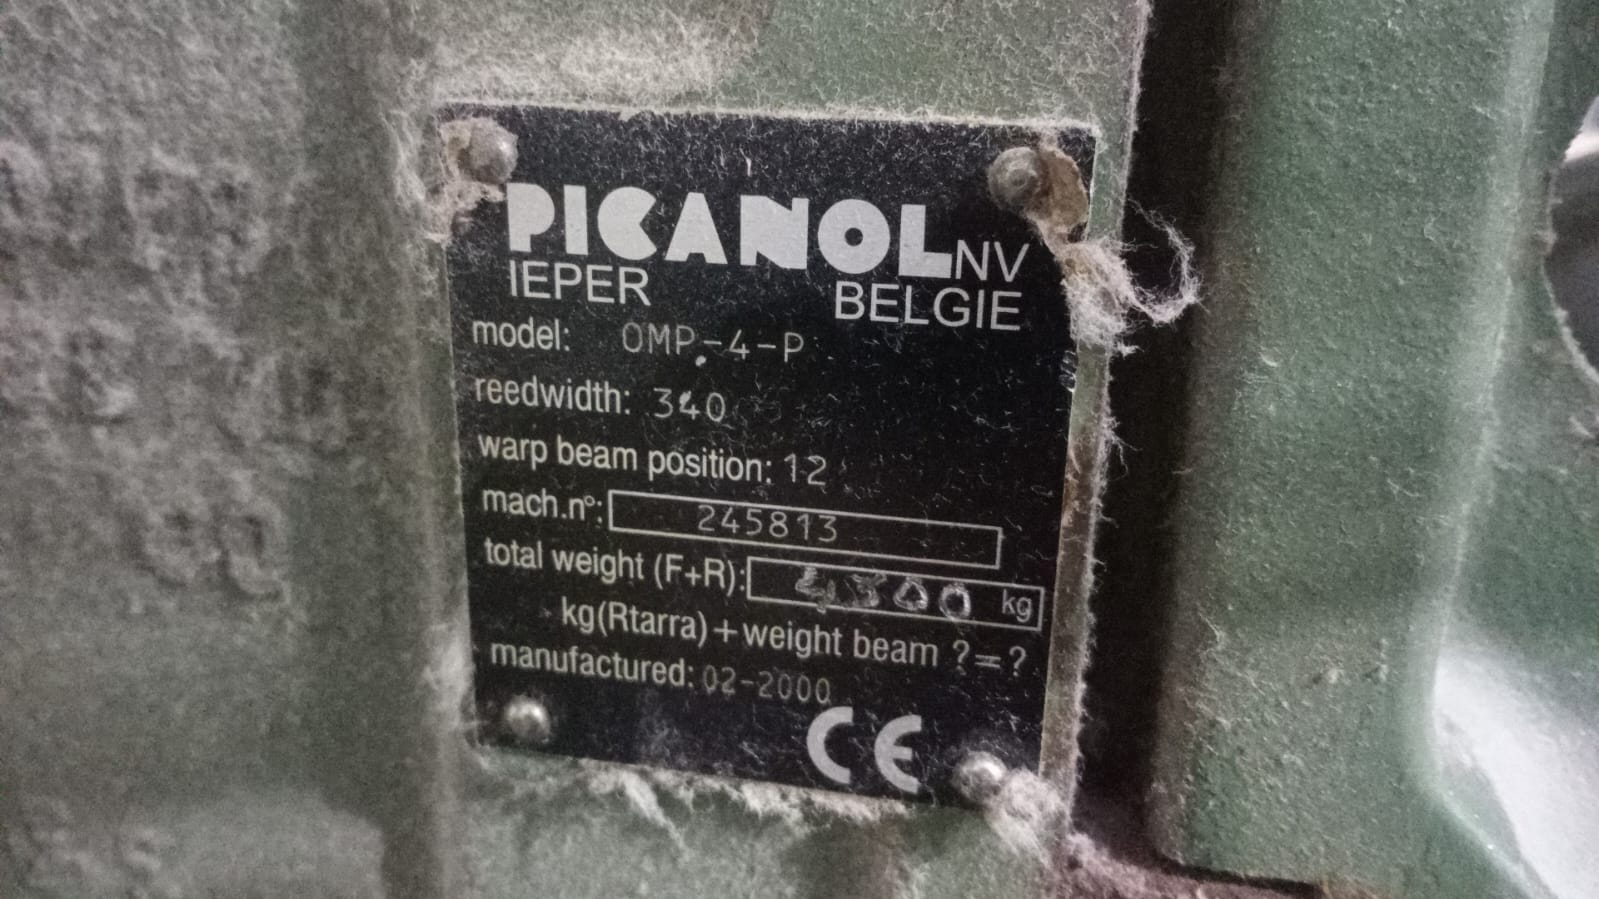 PICANOL NV
IEPER BELGIE
model: OMP-4-P
reedwidth: 340
warp beam position: 12
mach.n°: 245813
total weight (F+R): 4300 kg
kg(Rtarra)+weight beam ?=?
manufactured: 02-2000
CE